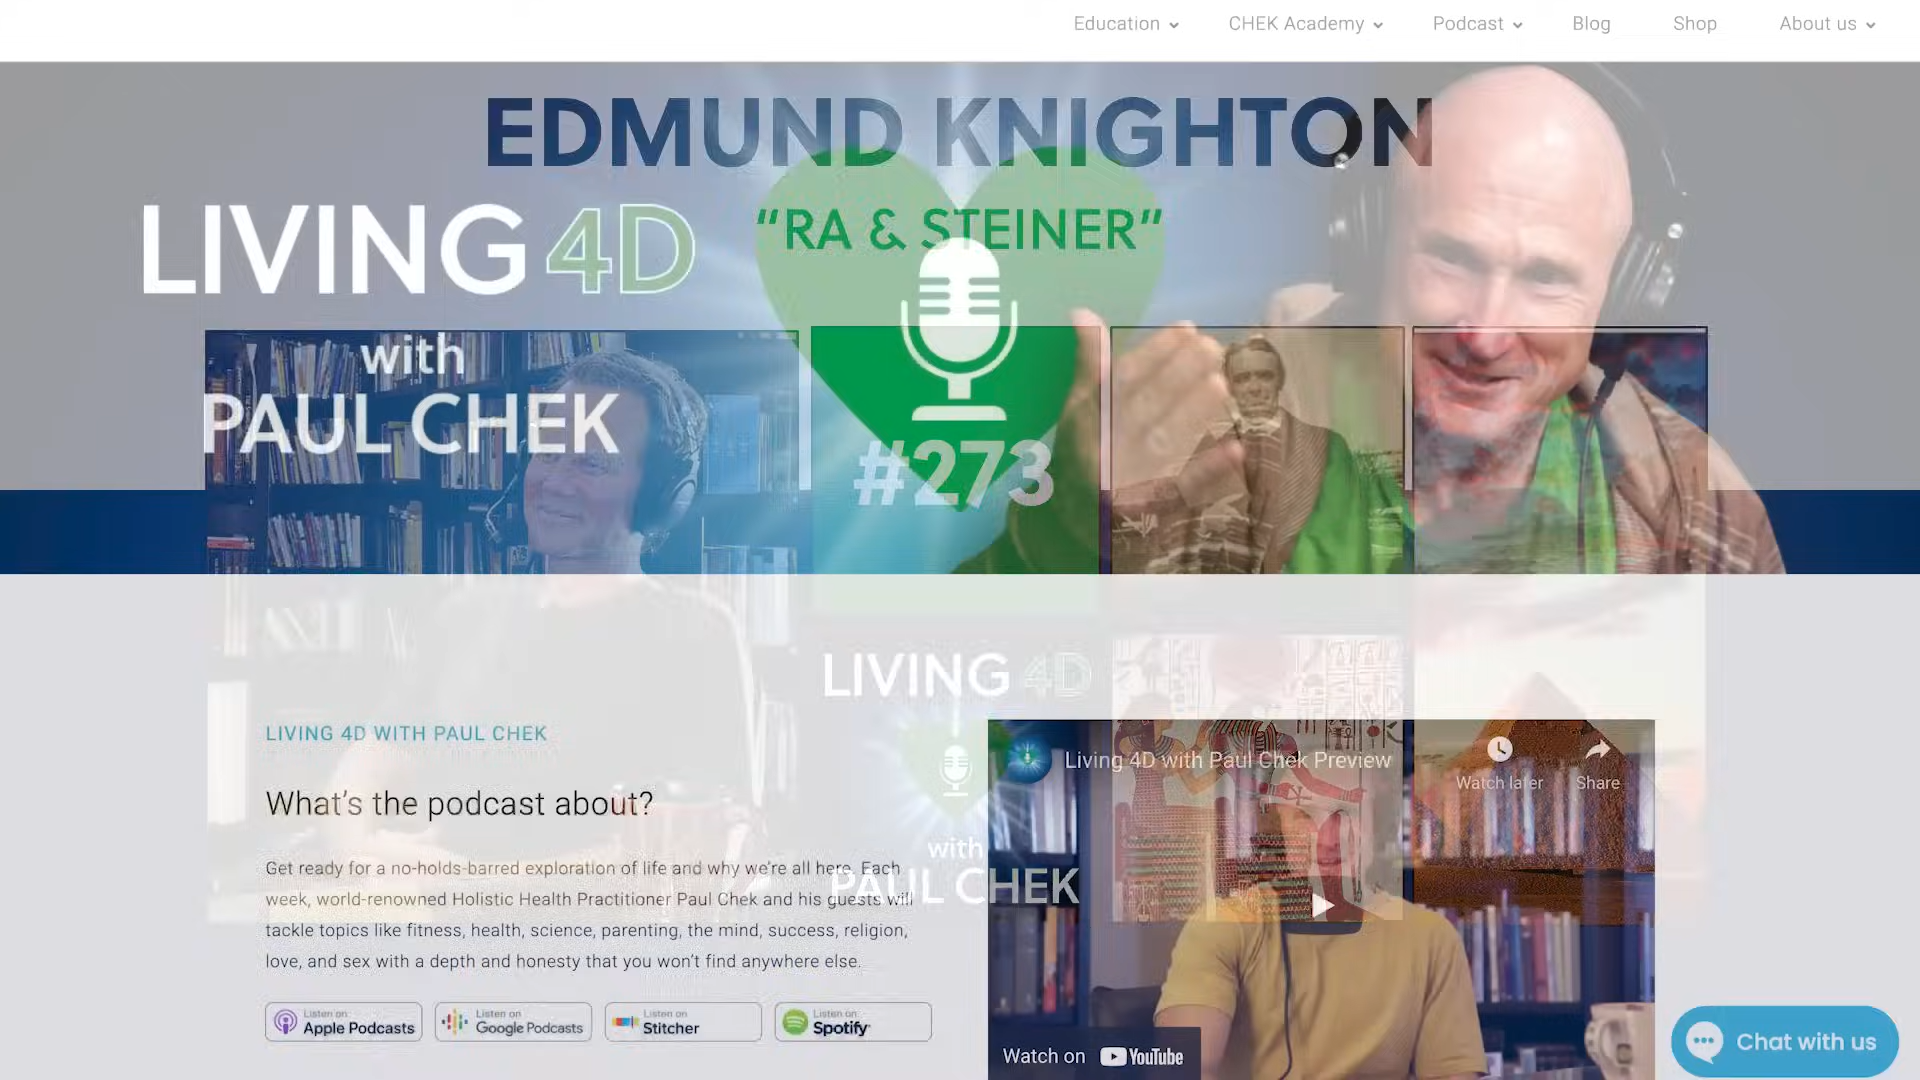 Education
CHEK Academy
Podcast
Blog
Shop
About us
EDMUND KNIGHTON
"RA & STEINER"
LIVING 4D
with
PAUL CHEK
#273
LIVING 4D
with
PAUL CHEK
LIVING 4D WITH PAUL CHEK
What's the podcast about?
Get ready for a no-holds-barred exploration of life and why we're all here. Each
week, world-renowned Holistic Health Practitioner Paul Chek and his guests will
tackle topics like fitness, health, science, parenting, the mind, success, religion,
love, and sex with a depth and honesty that you won't find anywhere else.
Listen on
Apple Podcasts
Listen on
Google Podcasts
Listen on
Stitcher
Listen on
Spotify
Living 4D with Paul Chek Preview
Watch later
Share
Watch on YouTube
Chat with us